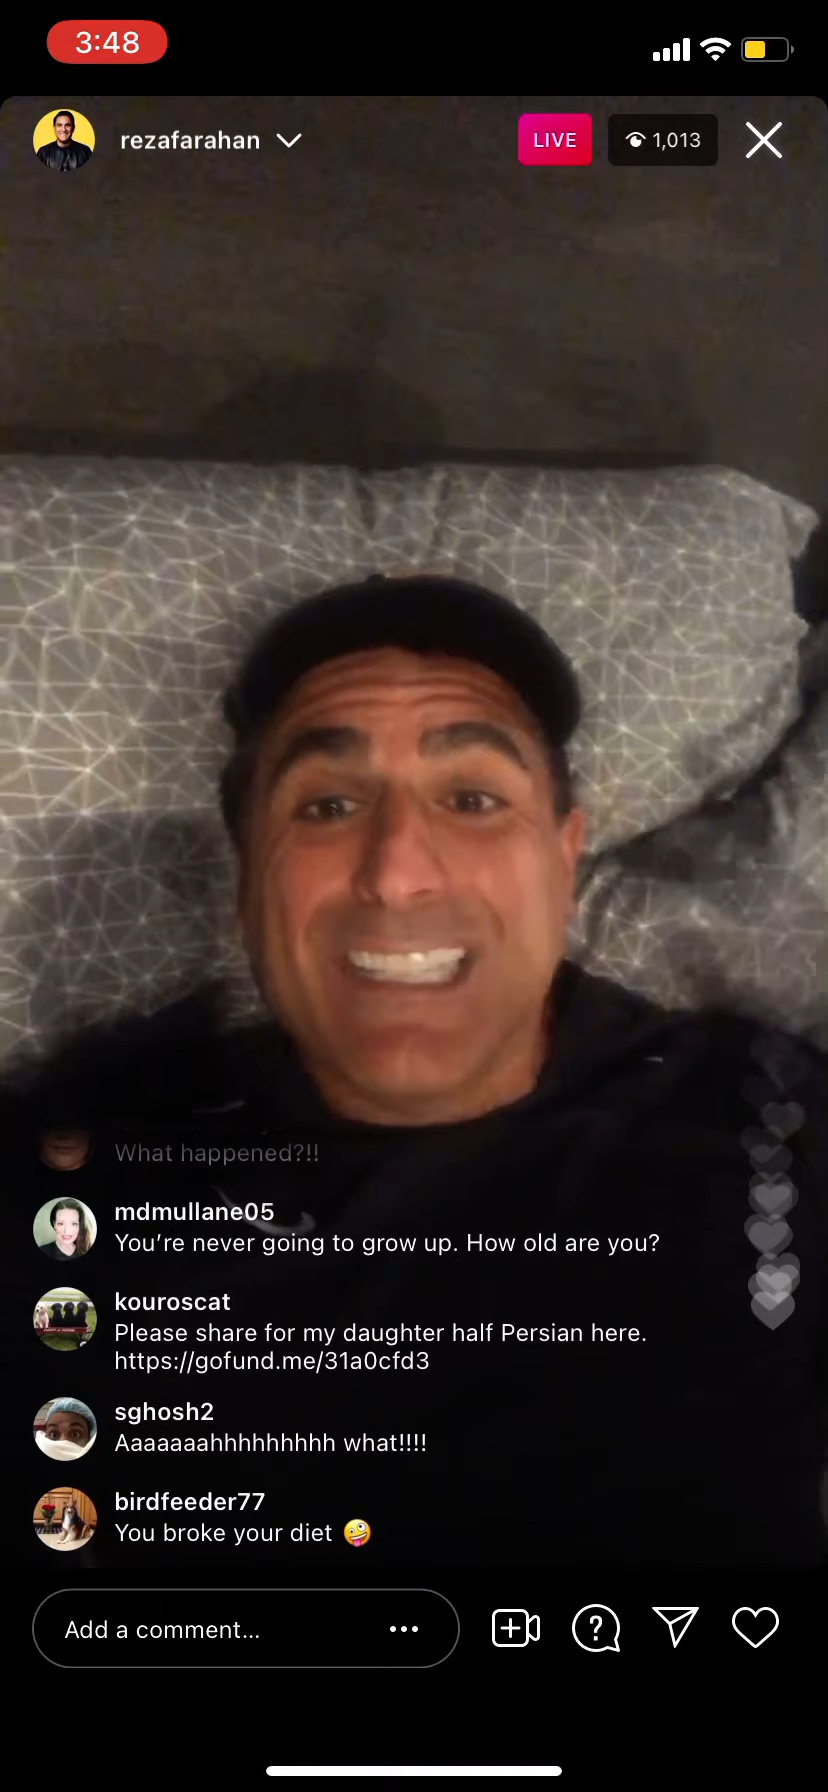 3:48
rezafarahan
LIVE
1,013
What happened?!!
mdmullane05
You’re never going to grow up. How old are you?
kouroscat
Please share for my daughter half Persian here.
https://gofund.me/31a0cfd3
sghosh2
Aaaaaaahhhhhhhhh what!!!!
birdfeeder77
You broke your diet 🤪
Add a comment...